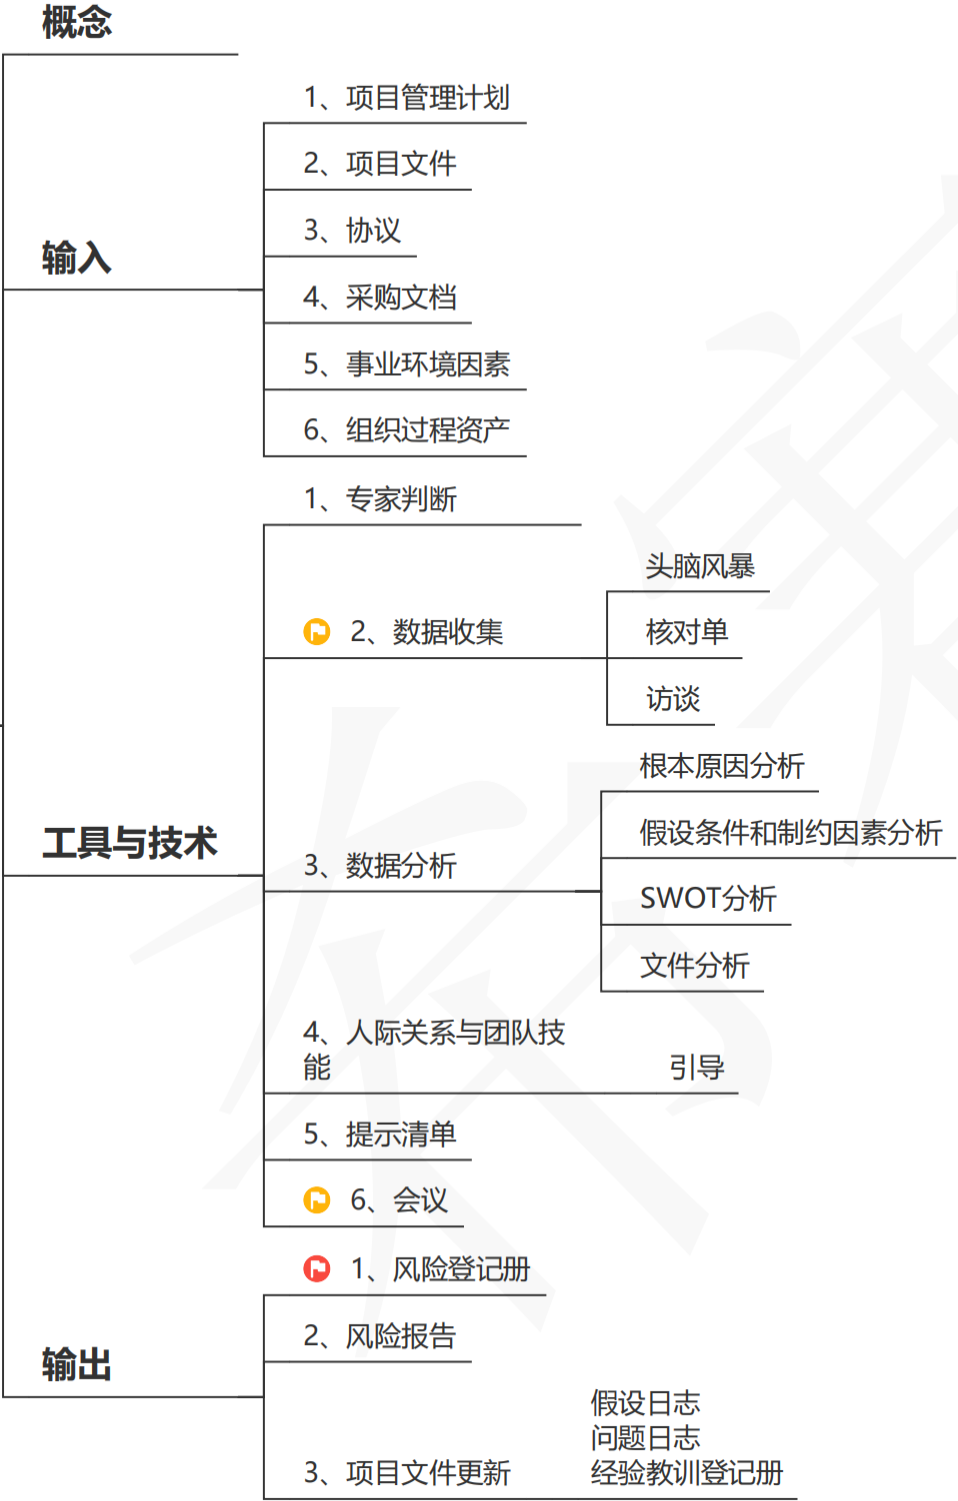 概念
输入
1、项目管理计划
2、项目文件
3、协议
4、采购文档
5、事业环境因素
6、组织过程资产
工具与技术
1、专家判断
2、数据收集
头脑风暴
核对单
访谈
3、数据分析
根本原因分析
假设条件和制约因素分析
SWOT分析
文件分析
4、人际关系与团队技
能
引导
5、提示清单
6、会议
输出
1、风险登记册
2、风险报告
3、项目文件更新
假设日志
问题日志
经验教训登记册